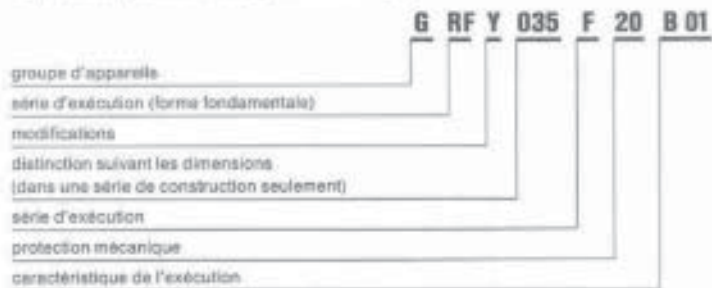 G RF Y 035 F 20 B 01
groupe d'appareils
série d'exécution (forme fondamentale)
modifications
distinction suivant les dimensions
(dans une série de construction seulement)
série d'exécution
protection mécanique
caractéristique de l'exécution